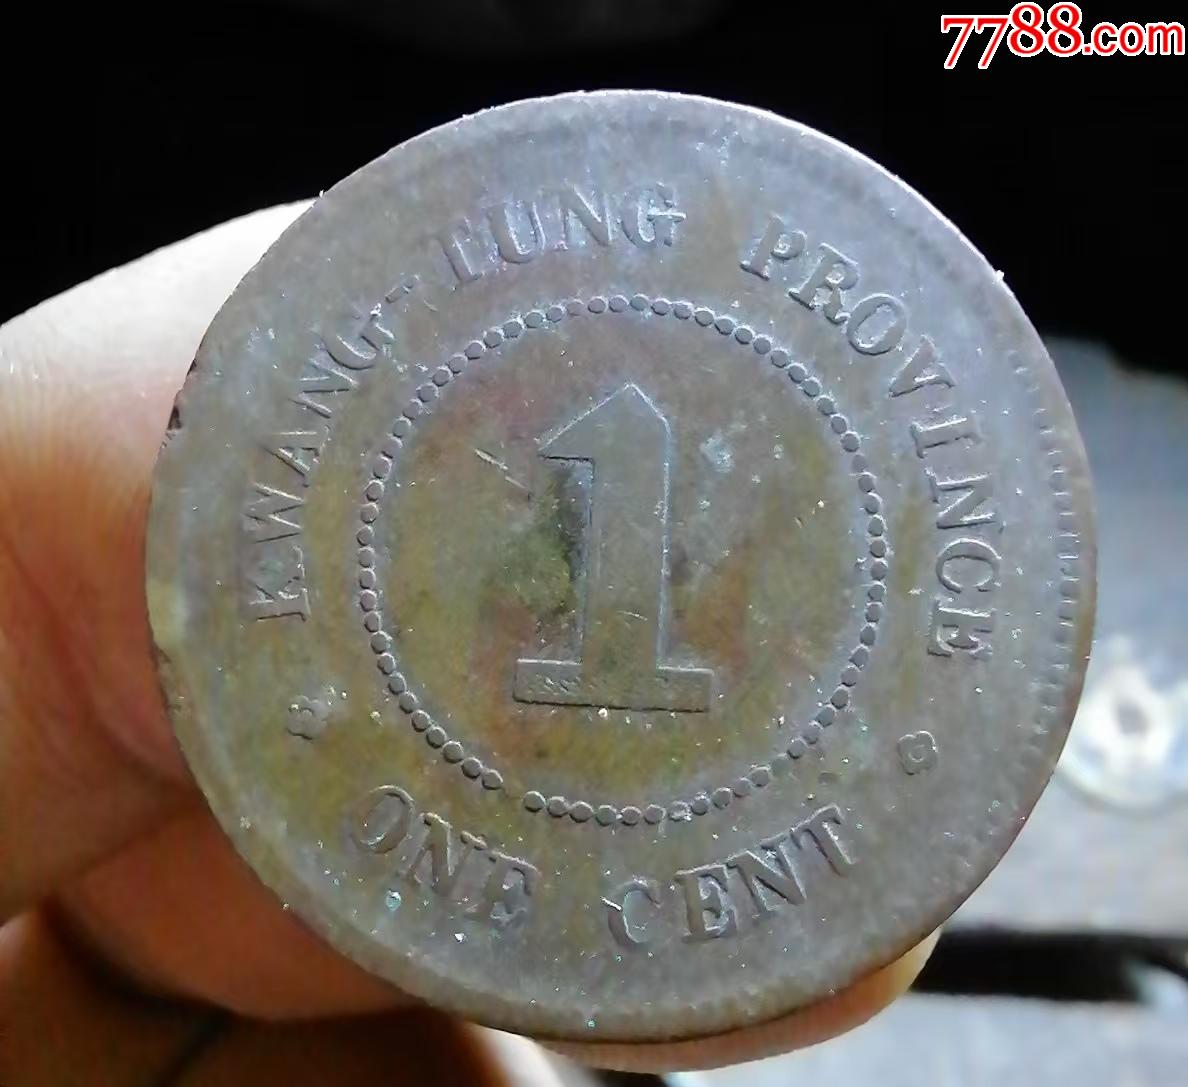 7788.com
KWANG-TUNG PROVINCE
1
ONE CENT